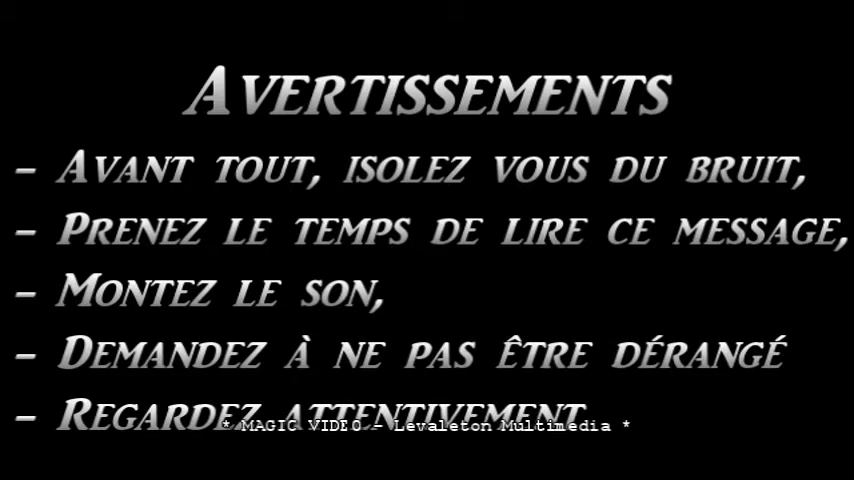 Avertissements
- Avant tout, isolez vous du bruit,
- Prenez le temps de lire ce message,
- Montez le son,
- Demandez à ne pas être dérangé
- Regardez attentivement
* MAGIC VIDEO - Levaleton Multimedia *